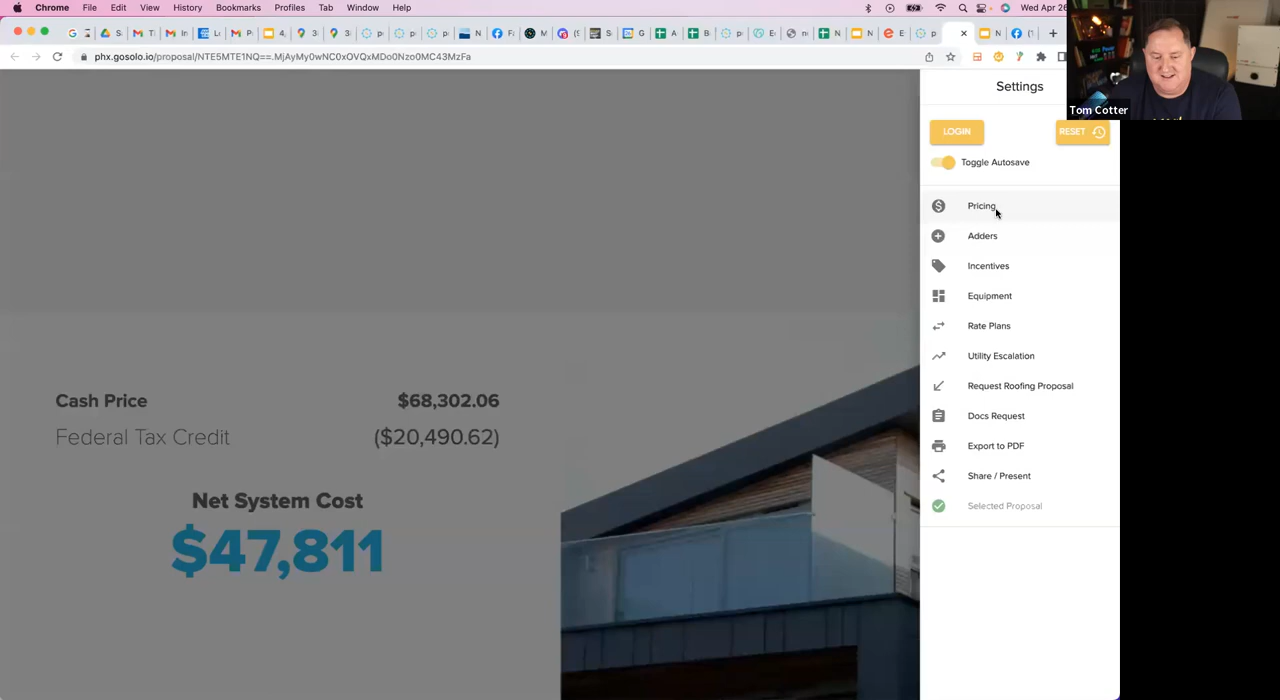 Chrome File Edit View History Bookmarks Profiles Tab Window Help Wed Apr 26
phx.gosolo.io/proposal/NTE5MTE1NQ==.MjAyMy0wNC0xOVQxMDo0Nzo0MC43MzFa
Settings
Tom Cotter
LOGIN RESET
Toggle Autosave
Pricing
Adders
Incentives
Equipment
Rate Plans
Utility Escalation
Request Roofing Proposal
Docs Request
Export to PDF
Share / Present
Selected Proposal
Cash Price $68,302.06
Federal Tax Credit ($20,490.62)
Net System Cost
$47,811